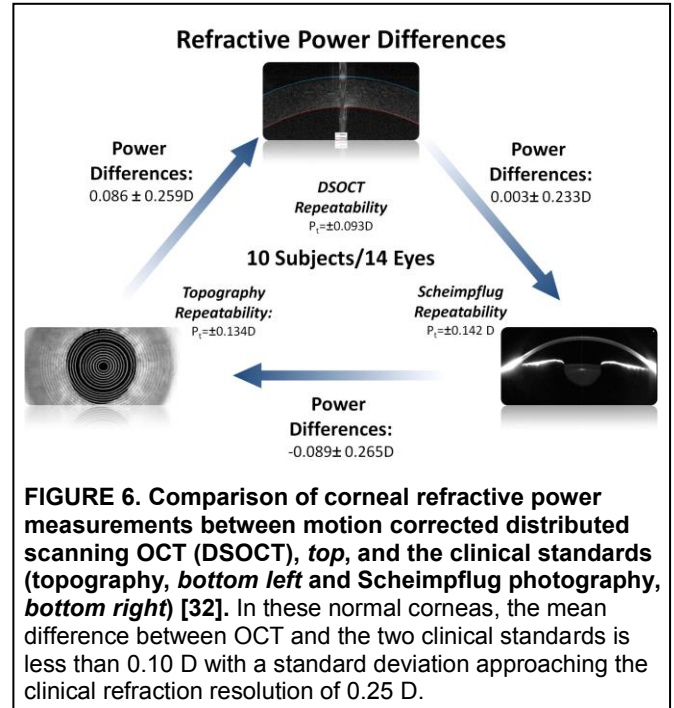 Refractive Power Differences
Power
Differences:
0.086 ± 0.259D
Power
Differences:
0.003± 0.233D
DSOCT
Repeatability
Pt=±0.093D
10 Subjects/14 Eyes
Topography
Repeatability:
Pt=±0.134D
Scheimpflug
Repeatability
Pt=±0.142 D
Power
Differences:
-0.089± 0.265D
FIGURE 6. Comparison of corneal refractive power
measurements between motion corrected distributed
scanning OCT (DSOCT), top, and the clinical standards
(topography, bottom left and Scheimpflug photography,
bottom right) [32]. In these normal corneas, the mean
difference between OCT and the two clinical standards is
less than 0.10 D with a standard deviation approaching the
clinical refraction resolution of 0.25 D.